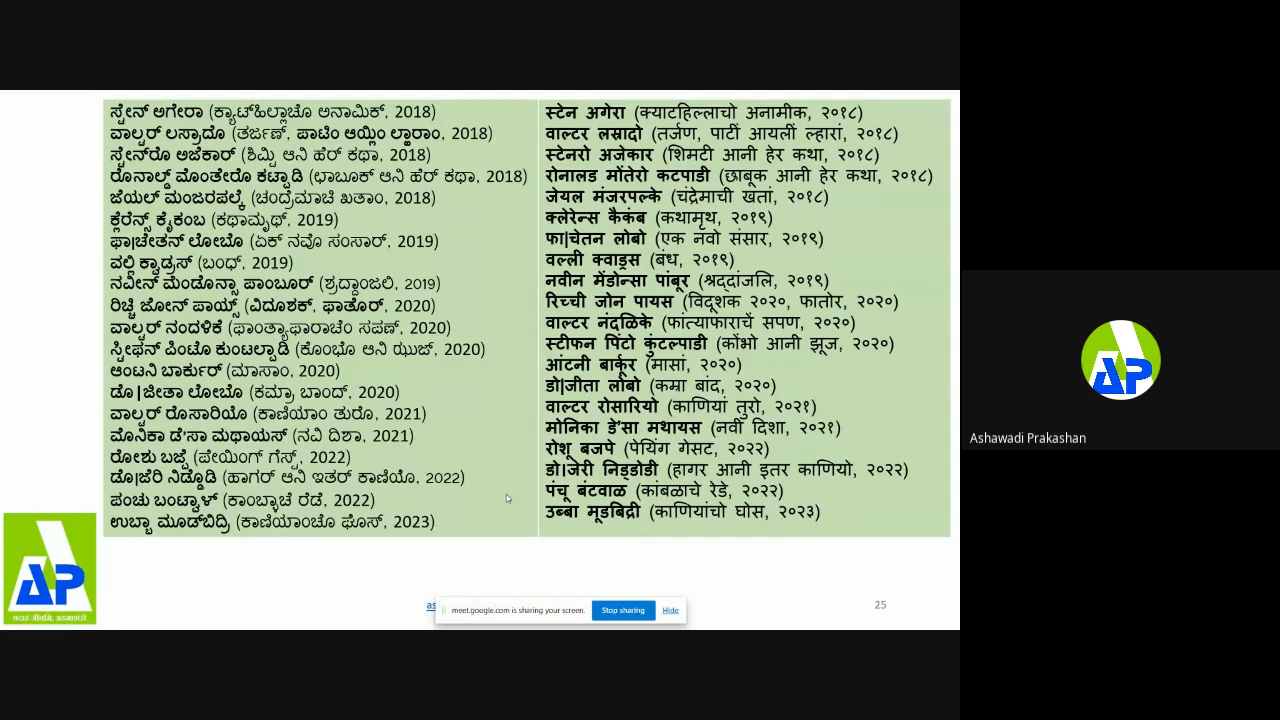 ಸ್ಟೇನ್ ಅಗೇರಾ (ಕ್ಯಾಟ್‌ಹಿಲ್ಲಾಚೊ ಅನಾಮಿಕ್, 2018)
ವಾಲ್ಟರ್ ಲಸ್ರಾದೊ (ತರ್ಜಣ್, ಪಾಟಿಂ ಆಯ್ಲಿಂ ಲ್ಹಾರಾಂ, 2018)
ಸ್ಟೇನ್‌ರೊ ಅಜೆಕಾರ್ (ಶಿಮ್ಟಿ ಆನಿ ಹೆರ್ ಕಥಾ, 2018)
ರೊನಾಲ್ಡ್ ಮೊಂತೇರೊ ಕಟ್ಪಾಡಿ (ಛಾಬೂಕ್ ಆನಿ ಹೆರ್ ಕಥಾ, 2018)
ಜೆಯಲ್ ಮಂಜರಪಲ್ಕೆ (ಚಂದ್ರೆಮಾಚಿ ಖತಾಂ, 2018)
ಕ್ಲೆರೆನ್ಸ್ ಕೈಕಂಬ (ಕಥಾಮೃಥ್, 2019)
ಫಾ|ಚೇತನ್ ಲೋಬೊ (ಏಕ್ ನವೊ ಸಂಸಾರ್, 2019)
ವಲ್ಲಿ ಕ್ವಾಡ್ರಸ್ (ಬಂಧ್, 2019)
ನವೀನ್ ಮೆಂಡೊನ್ಸಾ ಪಾಂಬೂರ್ (ಶ್ರದ್ದಾಂಜಲಿ, 2019)
ರಿಚ್ಚಿ ಜೋನ್ ಪಾಯ್ಸ್ (ವಿದೂಶಕ್, ಫಾತೊರ್, 2020)
ವಾಲ್ಟರ್ ನಂದಳಿಕೆ (ಫಾಂತ್ಯಾಫಾರಾಚೆಂ ಸಪಣ್, 2020)
ಸ್ಟೀಫನ್ ಪಿಂಟೊ ಕುಂಟಲ್ಪಾಡಿ (ಕೊಂಭೊ ಆನಿ ಝುಜ್, 2020)
ಆಂಟನಿ ಬಾರ್ಕುರ್ (ಮಾಸಾಂ, 2020)
ಡೊ|ಜೀತಾ ಲೋಬೊ (ಕಮ್ರಾ ಬಾಂದ್, 2020)
ವಾಲ್ಟರ್ ರೊಸಾರಿಯೊ (ಕಾಣಿಯಾಂ ತುರೊ, 2021)
ಮೊನಿಕಾ ಡೆ'ಸಾ ಮಥಾಯಸ್ (ನವಿ ದಿಶಾ, 2021)
ರೋಶು ಬಜ್ಪೆ (ಪೇಯಿಂಗ್ ಗೆಸ್ಟ್, 2022)
ಡೊ|ಜೆರಿ ನಿಡ್ಡೊಡಿ (ಹಾಗರ್ ಆನಿ ಇತರ್ ಕಾಣಿಯೊ, 2022)
ಪಂಚು ಬಂಟ್ವಾಳ್ (ಕಾಂಬ್ಳಾಚೆ ರೆಡೆ, 2022)
ಉಬ್ಬಾ ಮೂಡ್‌ಬಿದ್ರಿ (ಕಾಣಿಯಾಂಚೊ ಘೊಸ್, 2023)
स्टेन अगेरा (क्याटहिल्लाचो अनामीक, २०१८)
वाल्टर लस्रादो (तर्जण, पाटीं आयलीं ल्हारां, २०१८)
स्टेनरो अजेकार (शिमटी आनी हेर कथा, २०१८)
रोनालड मोंतेरो कटपाडी (छाबूक आनी हेर कथा, २०१८)
जेयल मंजरपल्के (चंद्रेमाची खतां, २०१८)
क्लेरेन्स कैकंब (कथामृथ, २०१९)
फा|चेतन लोबो (एक नवो संसार, २०१९)
वल्ली क्वाड्रस (बंध, २०१९)
नवीन मेंडोन्सा पांबूर (श्रद्दांजलि, २०१९)
रिच्ची जोन पायस (विदूशक २०२०, फातोर, २०२०)
वाल्टर नंदळिके (फांत्याफाराचें सपण, २०२०)
स्टीफन पिंटो कुंटल्पाडी (कोंभो आनी झूज, २०२०)
आंटनी बार्कूर (मासां, २०२०)
डो|जीता लोबो (कम्रा बांद, २०२०)
वाल्टर रोसारियो (काणियां तुरो, २०२१)
मोनिका डे'सा मथायस (नवी दिशा, २०२१)
रोशू बजपे (पेयिंग गेसट, २०२२)
डो।जेरी निड्डोडी (हागर आनी इतर काणियो, २०२२)
पंचू बंटवाळ (कांबळाचे रेडे, २०२२)
उब्बा मूडबिद्री (काणियांचो घोस, २०२३)
AP
as
meet.google.com is sharing your screen.
Stop sharing
Hide
25
AP
Ashawadi Prakashan